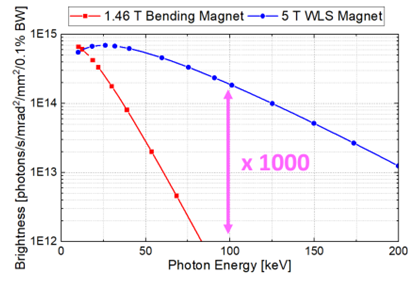 1.46 T Bending Magnet 5 T WLS Magnet
Brightness [photons/s/mrad²/mm²/0.1% BW]
1E15
1E14
1E13
1E12
x 1000
0 50 100 150 200
Photon Energy [keV]